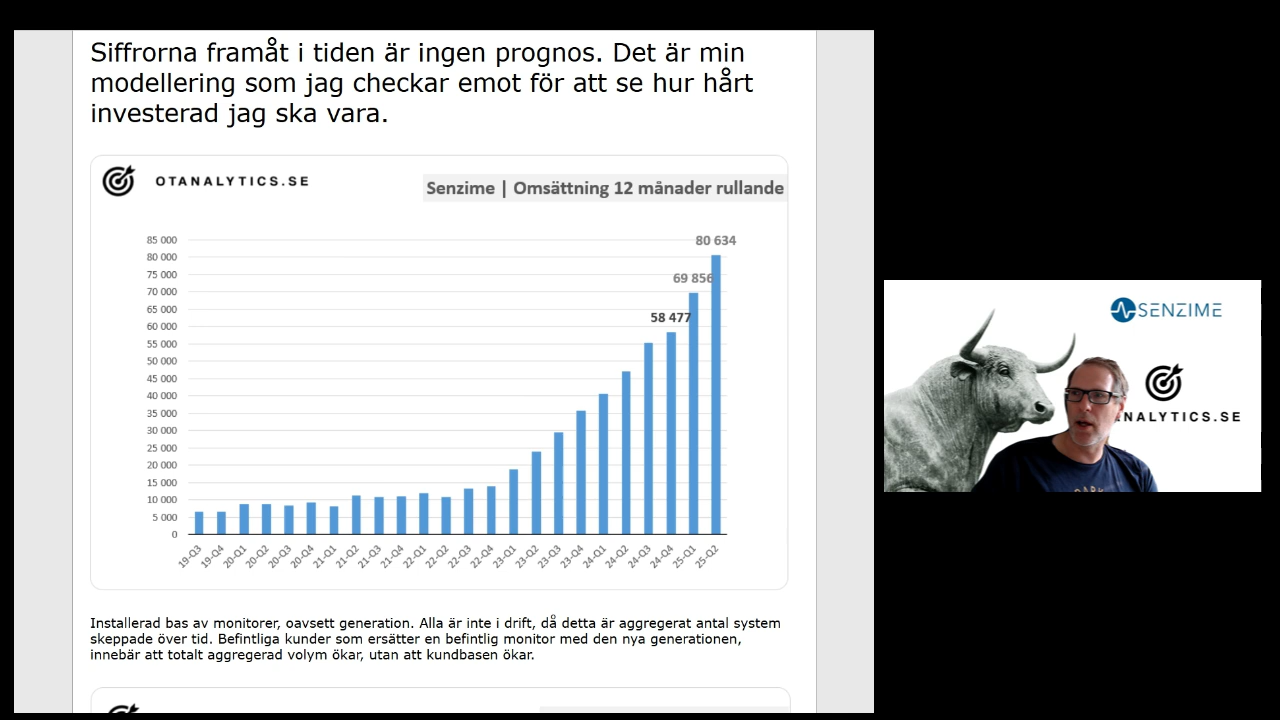 Siffrorna framåt i tiden är ingen prognos. Det är min
modellering som jag checkar emot för att se hur hårt
investerad jag ska vara.
OTANALYTICS.SE
Senzime | Omsättning 12 månader rullande
85 000
80 000
75 000
70 000
65 000
60 000
55 000
50 000
45 000
40 000
35 000
30 000
25 000
20 000
15 000
10 000
5 000
0
58 477
69 856
80 634
19-Q3
19-Q4
20-Q1
20-Q2
20-Q3
20-Q4
21-Q1
21-Q2
21-Q3
21-Q4
22-Q1
22-Q2
22-Q3
22-Q4
23-Q1
23-Q2
23-Q3
23-Q4
24-Q1
24-Q2
24-Q3
24-Q4
25-Q1
25-Q2
Installerad bas av monitorer, oavsett generation. Alla är inte i drift, då detta är aggregerat antal system
skeppade över tid. Befintliga kunder som ersätter en befintlig monitor med den nya generationen,
innebär att totalt aggregerad volym ökar, utan att kundbasen ökar.
SENZIME
NALYTICS.SE